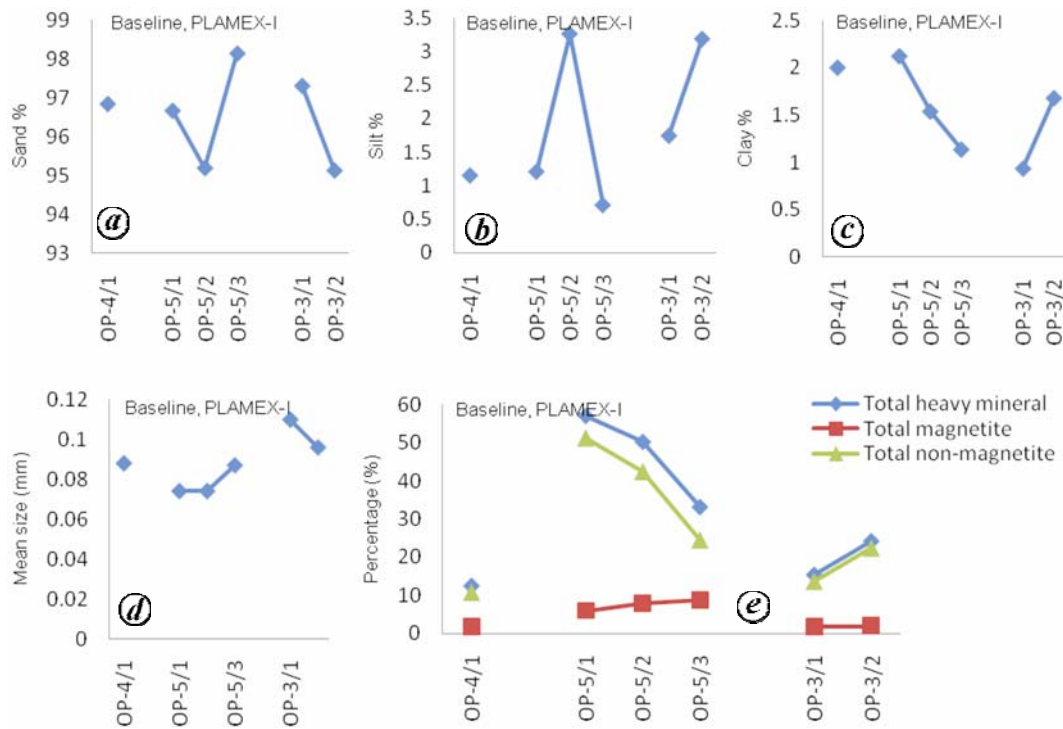 Baseline, PLAMEX-I
Sand %
99
98
97
96
95
94
93
a
OP-4/1
OP-5/1
OP-5/2
OP-5/3
OP-3/1
OP-3/2
Baseline, PLAMEX-I
Silt %
3.5
3
2.5
2
1.5
1
0.5
0
b
OP-4/1
OP-5/1
OP-5/2
OP-5/3
OP-3/1
OP-3/2
Baseline, PLAMEX-I
Clay %
2.5
2
1.5
1
0.5
0
c
OP-4/1
OP-5/1
OP-5/2
OP-5/3
OP-3/1
OP-3/2
Baseline, PLAMEX-I
Mean size (mm)
0.12
0.1
0.08
0.06
0.04
0.02
0
d
OP-4/1
OP-5/1
OP-5/3
OP-3/1
Baseline, PLAMEX-I
Percentage (%)
60
50
40
30
20
10
0
e
OP-4/1
OP-5/1
OP-5/2
OP-5/3
OP-3/1
OP-3/2
Total heavy mineral
Total magnetite
Total non-magnetite